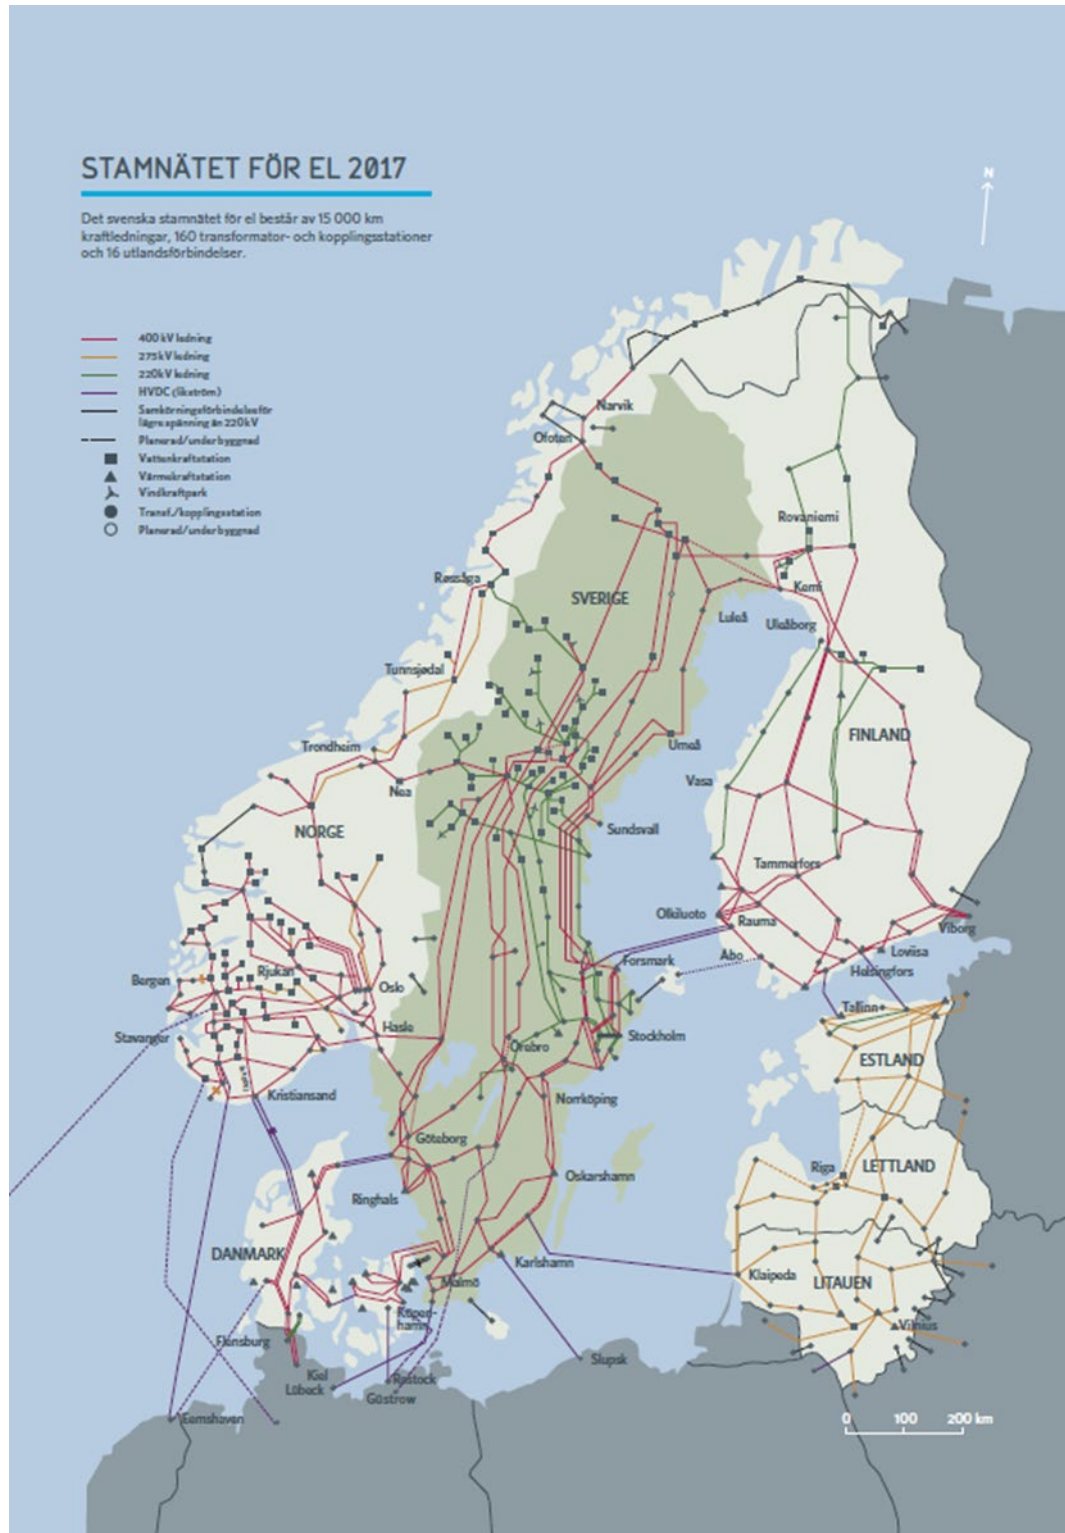 STAMNÄTET FÖR EL 2017
Det svenska stamnätet för el består av 15 000 km
kraftledningar, 160 transformator- och kopplingsstationer
och 16 utlandsförbindelser.
N
400 kV ledning
275 kV ledning
220 kV ledning
HVDC (likström)
Samkörningsförbindelse för
lägre spänning än 220 kV
Planerad/under byggnad
Vattenkraftstation
Värmekraftstation
Vindkraftpark
Transf./kopplingsstation
Planerad/under byggnad
Narvik
Ofoten
Rovaniemi
Røssåga
Kemi
SVERIGE
Luleå
Uleåborg
Tunnsjødal
FINLAND
Trondheim
Umeå
Nea
Vasa
NORGE
Sundsvall
Tammerfors
Olkiluoto
Rauma
Viborg
Forsmark
Åbo
Loviisa
Helsingfors
Bergen
Rjukan
Oslo
Tallinn
Stavanger
Hasle
Stockholm
Örebro
ESTLAND
Kristiansand
Norrköping
Göteborg
Riga
LETTLAND
Oskarshamn
Ringhals
DANMARK
Karlshamn
Klaipeda
LITAUEN
Malmö
Köpen-
hamn
Vilnius
Flensburg
Kiel
Slupsk
Lübeck
Rostock
Güstrow
Eemshaven
0 100 200 km